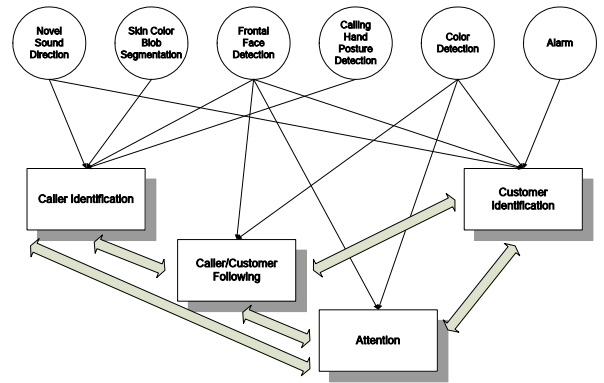 Novel
Sound
Direction
Skin Color
Blob
Segmentation
Frontal
Face
Detection
Calling
Hand
Posture
Detection
Color
Detection
Alarm
Caller Identification
Customer
Identification
Caller/Customer
Following
Attention